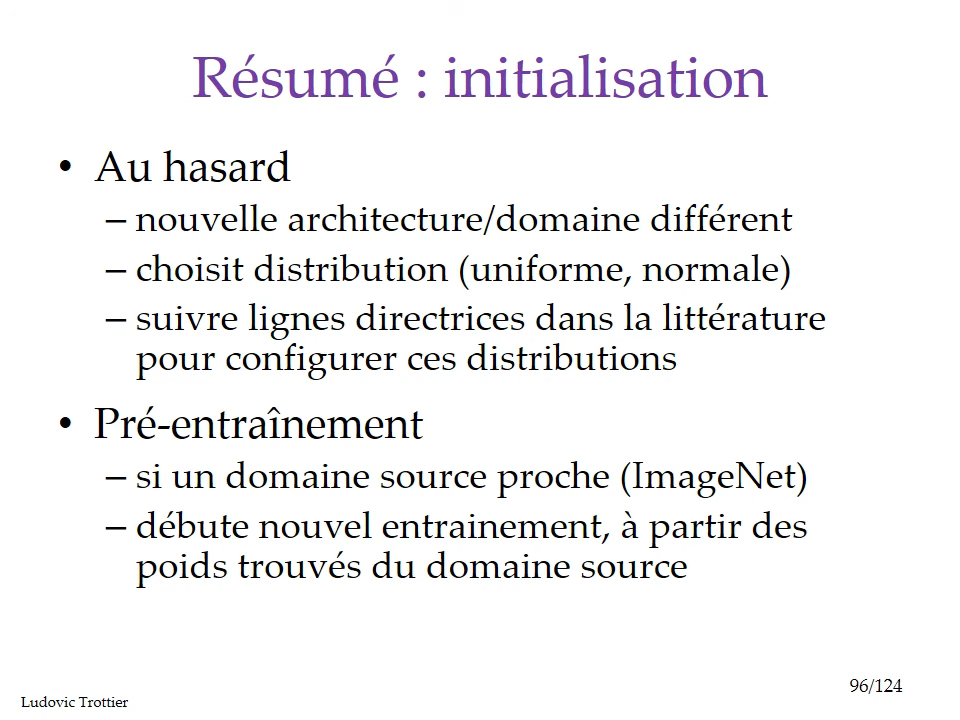 Résumé : initialisation
• Au hasard
– nouvelle architecture/domaine différent
– choisit distribution (uniforme, normale)
– suivre lignes directrices dans la littérature
pour configurer ces distributions
• Pré-entraînement
– si un domaine source proche (ImageNet)
– débute nouvel entrainement, à partir des
poids trouvés du domaine source
96/124
Ludovic Trottier